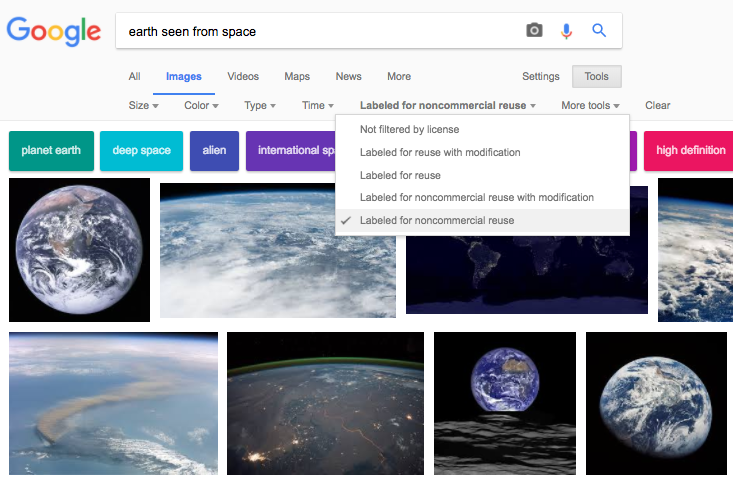 Google
earth seen from space
All Images Videos Maps News More Settings Tools
Size Color Type Time Labeled for noncommercial reuse More tools Clear
Not filtered by license
Labeled for reuse with modification
Labeled for reuse
Labeled for noncommercial reuse with modification
Labeled for noncommercial reuse
planet earth deep space alien international high definition